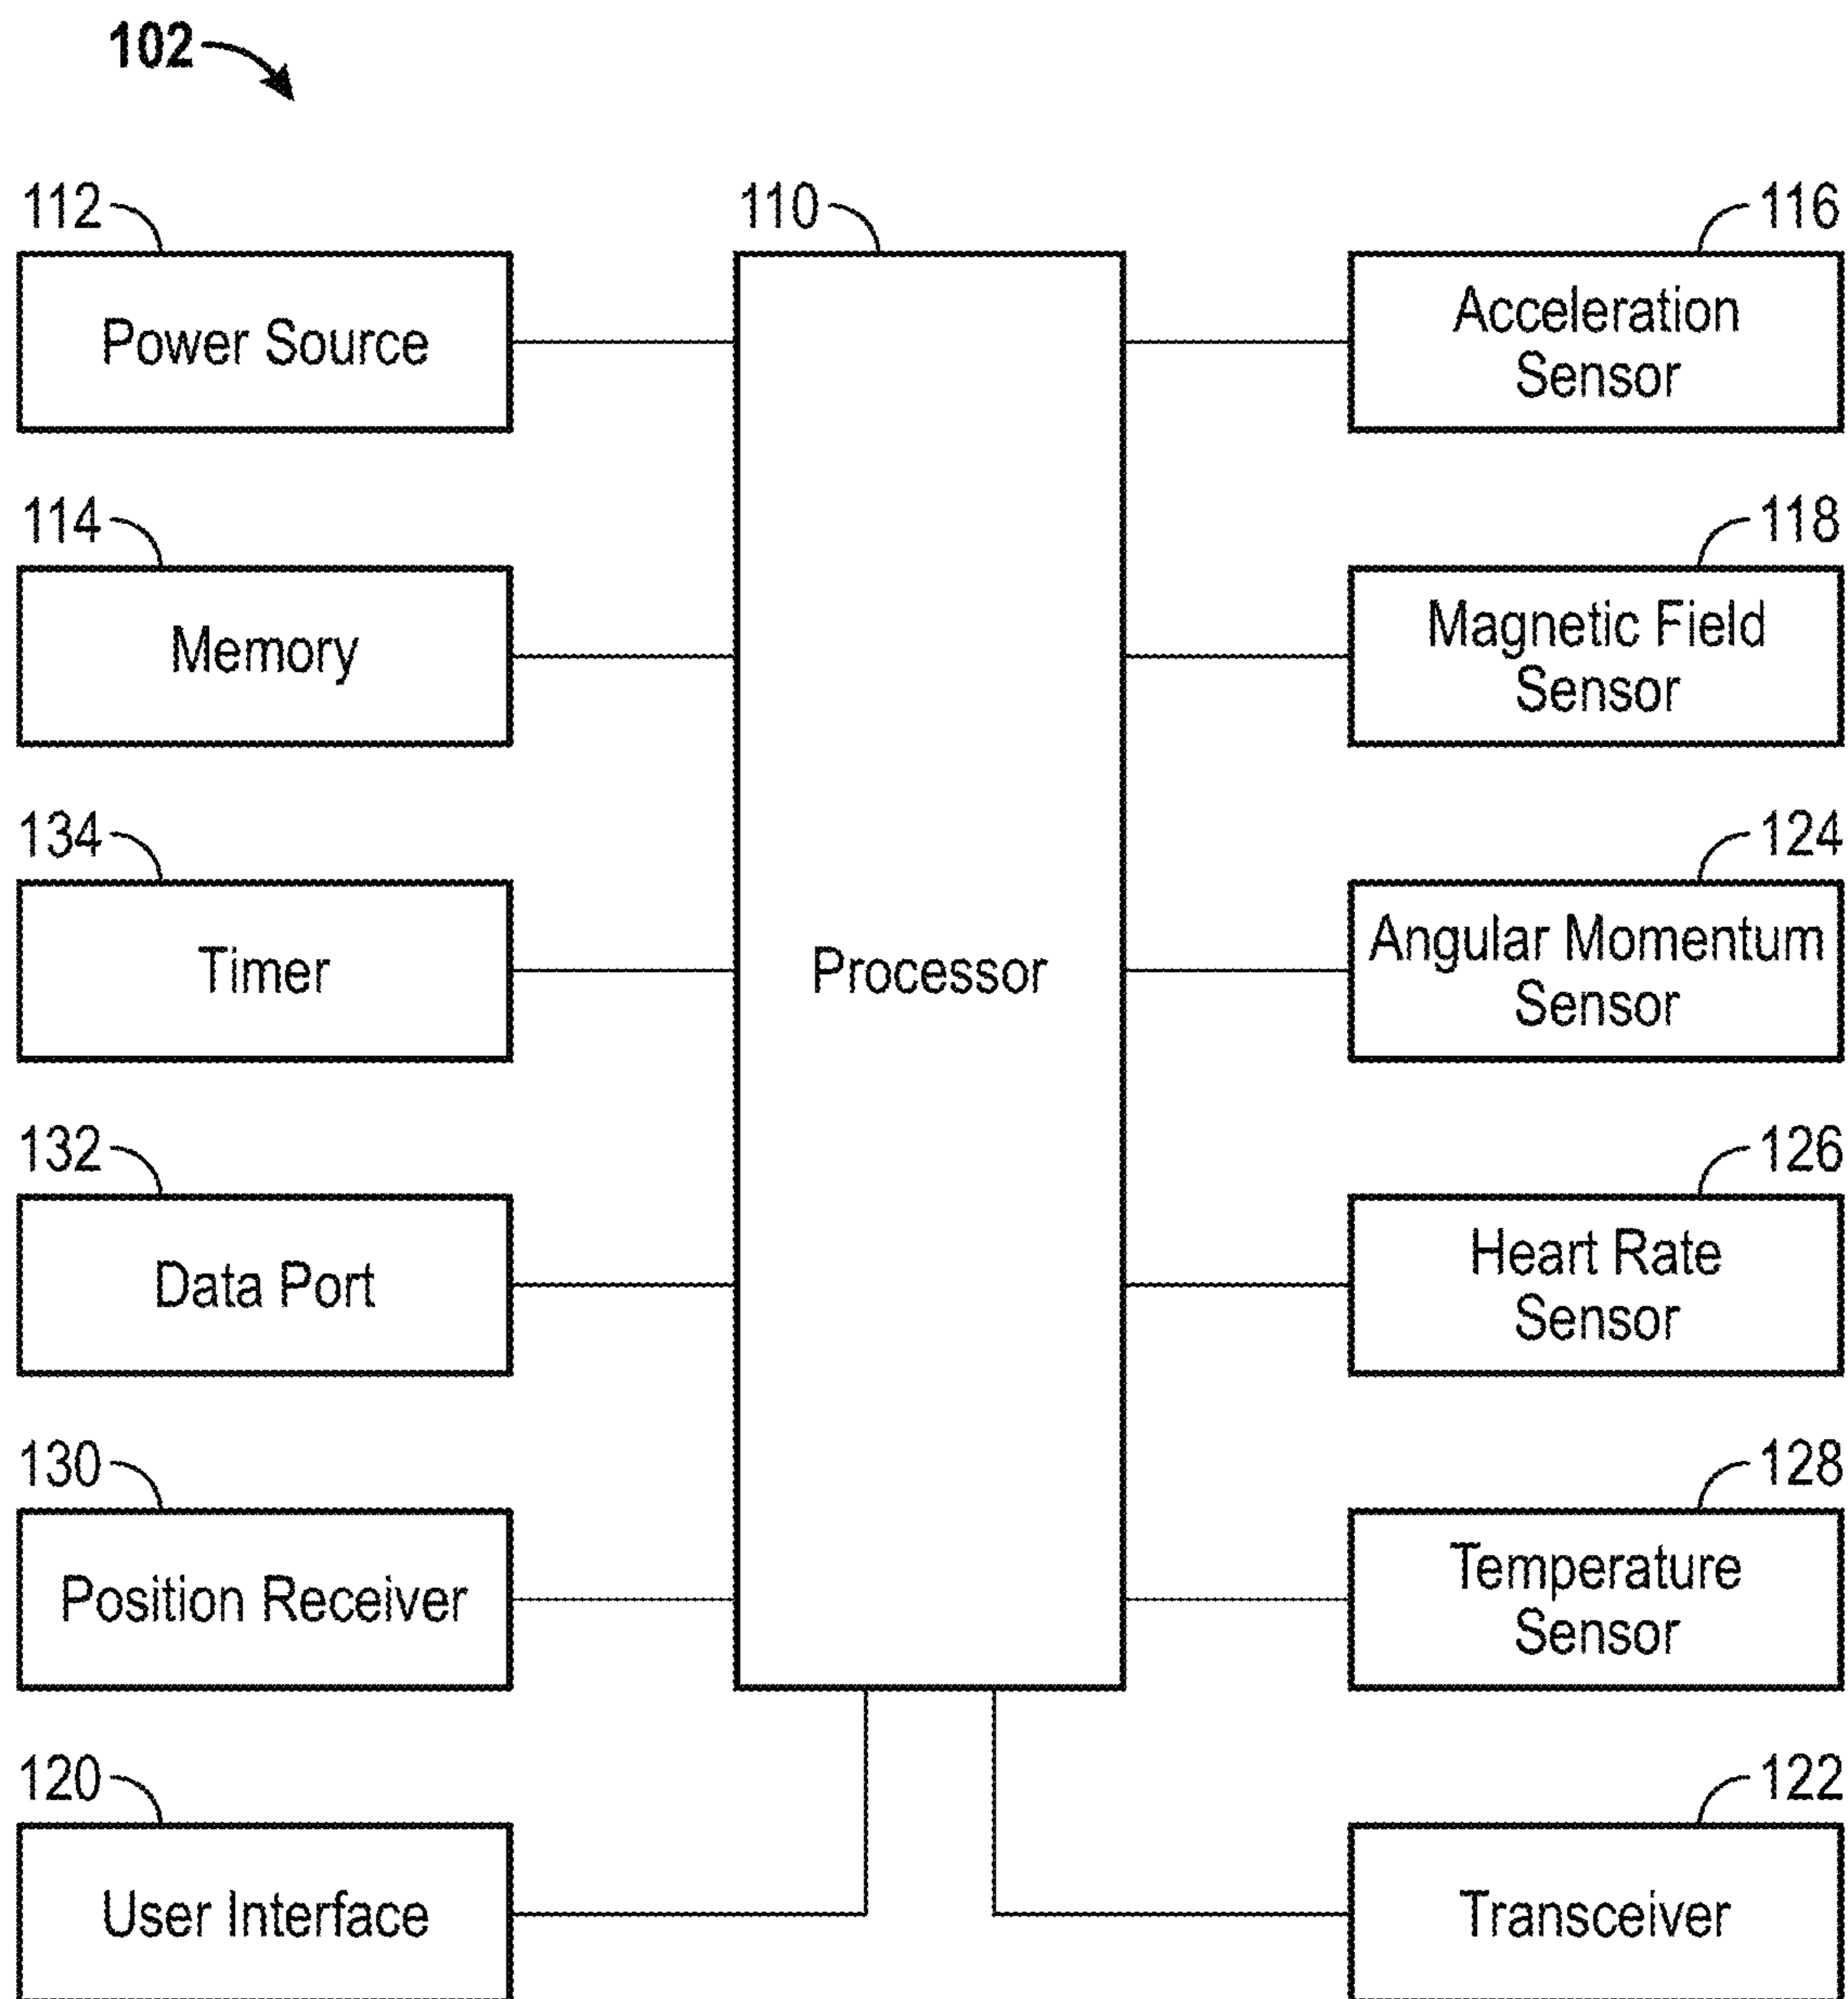 102
112
110
116
Power Source
Acceleration
Sensor
114
118
Memory
Magnetic Field
Sensor
134
124
Timer
Processor
Angular Momentum
Sensor
132
126
Data Port
Heart Rate
Sensor
130
128
Position Receiver
Temperature
Sensor
120
122
User Interface
Transceiver